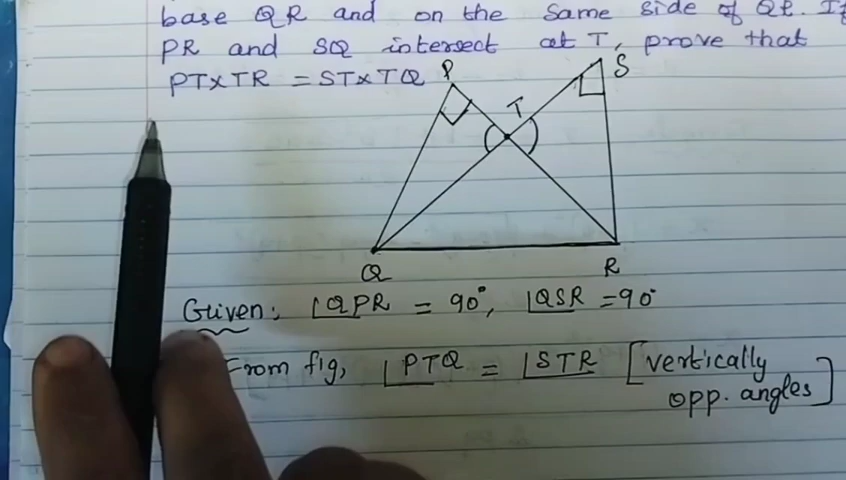 base QR and on the same side of QR. If
PR and SQ intersect at T, prove that
PT×TR = ST×TQ
P
S
T
Q
R
Given: ∠QPR = 90°, ∠QSR = 90°
From fig, ∠PTQ = ∠STR [vertically
opp. angles]